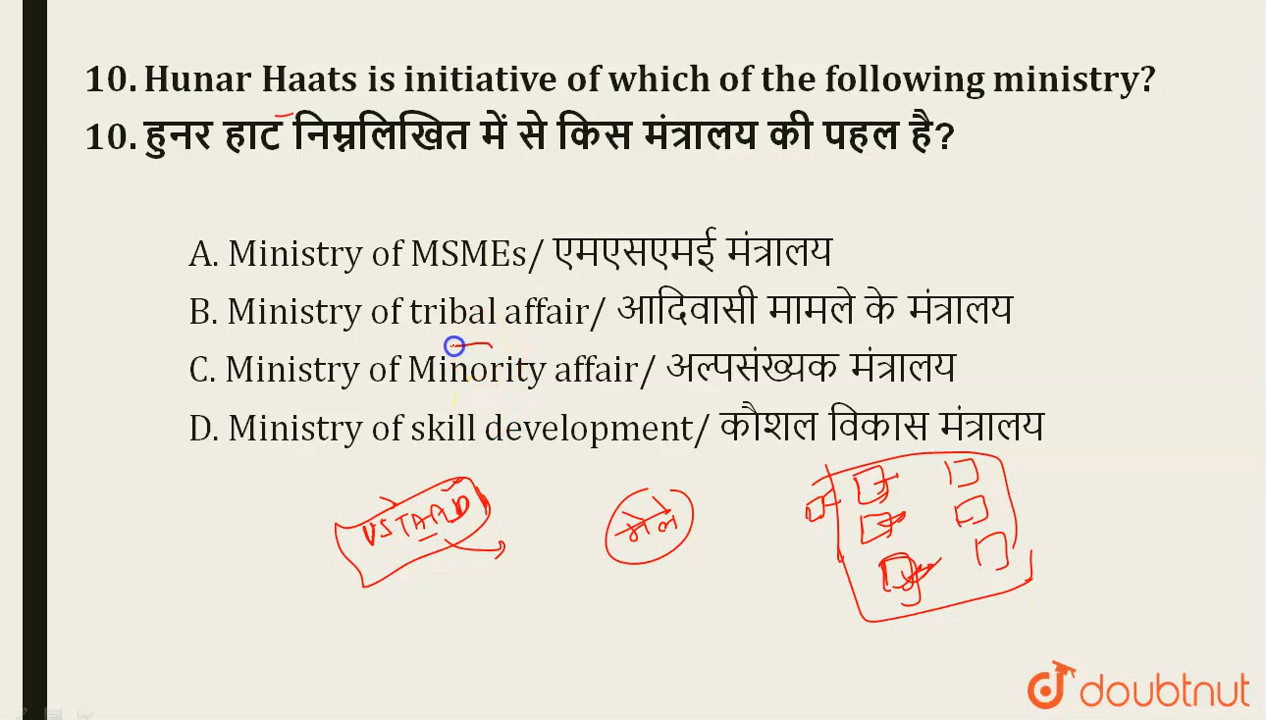 10. Hunar Haats is initiative of which of the following ministry?
10. हुनर हाट निम्नलिखित में से किस मंत्रालय की पहल है?
A. Ministry of MSMEs/ एमएसएमई मंत्रालय
B. Ministry of tribal affair/ आदिवासी मामले के मंत्रालय
C. Ministry of Minority affair/ अल्पसंख्यक मंत्रालय
D. Ministry of skill development/ कौशल विकास मंत्रालय
USTAAD
मेले
doubtnut